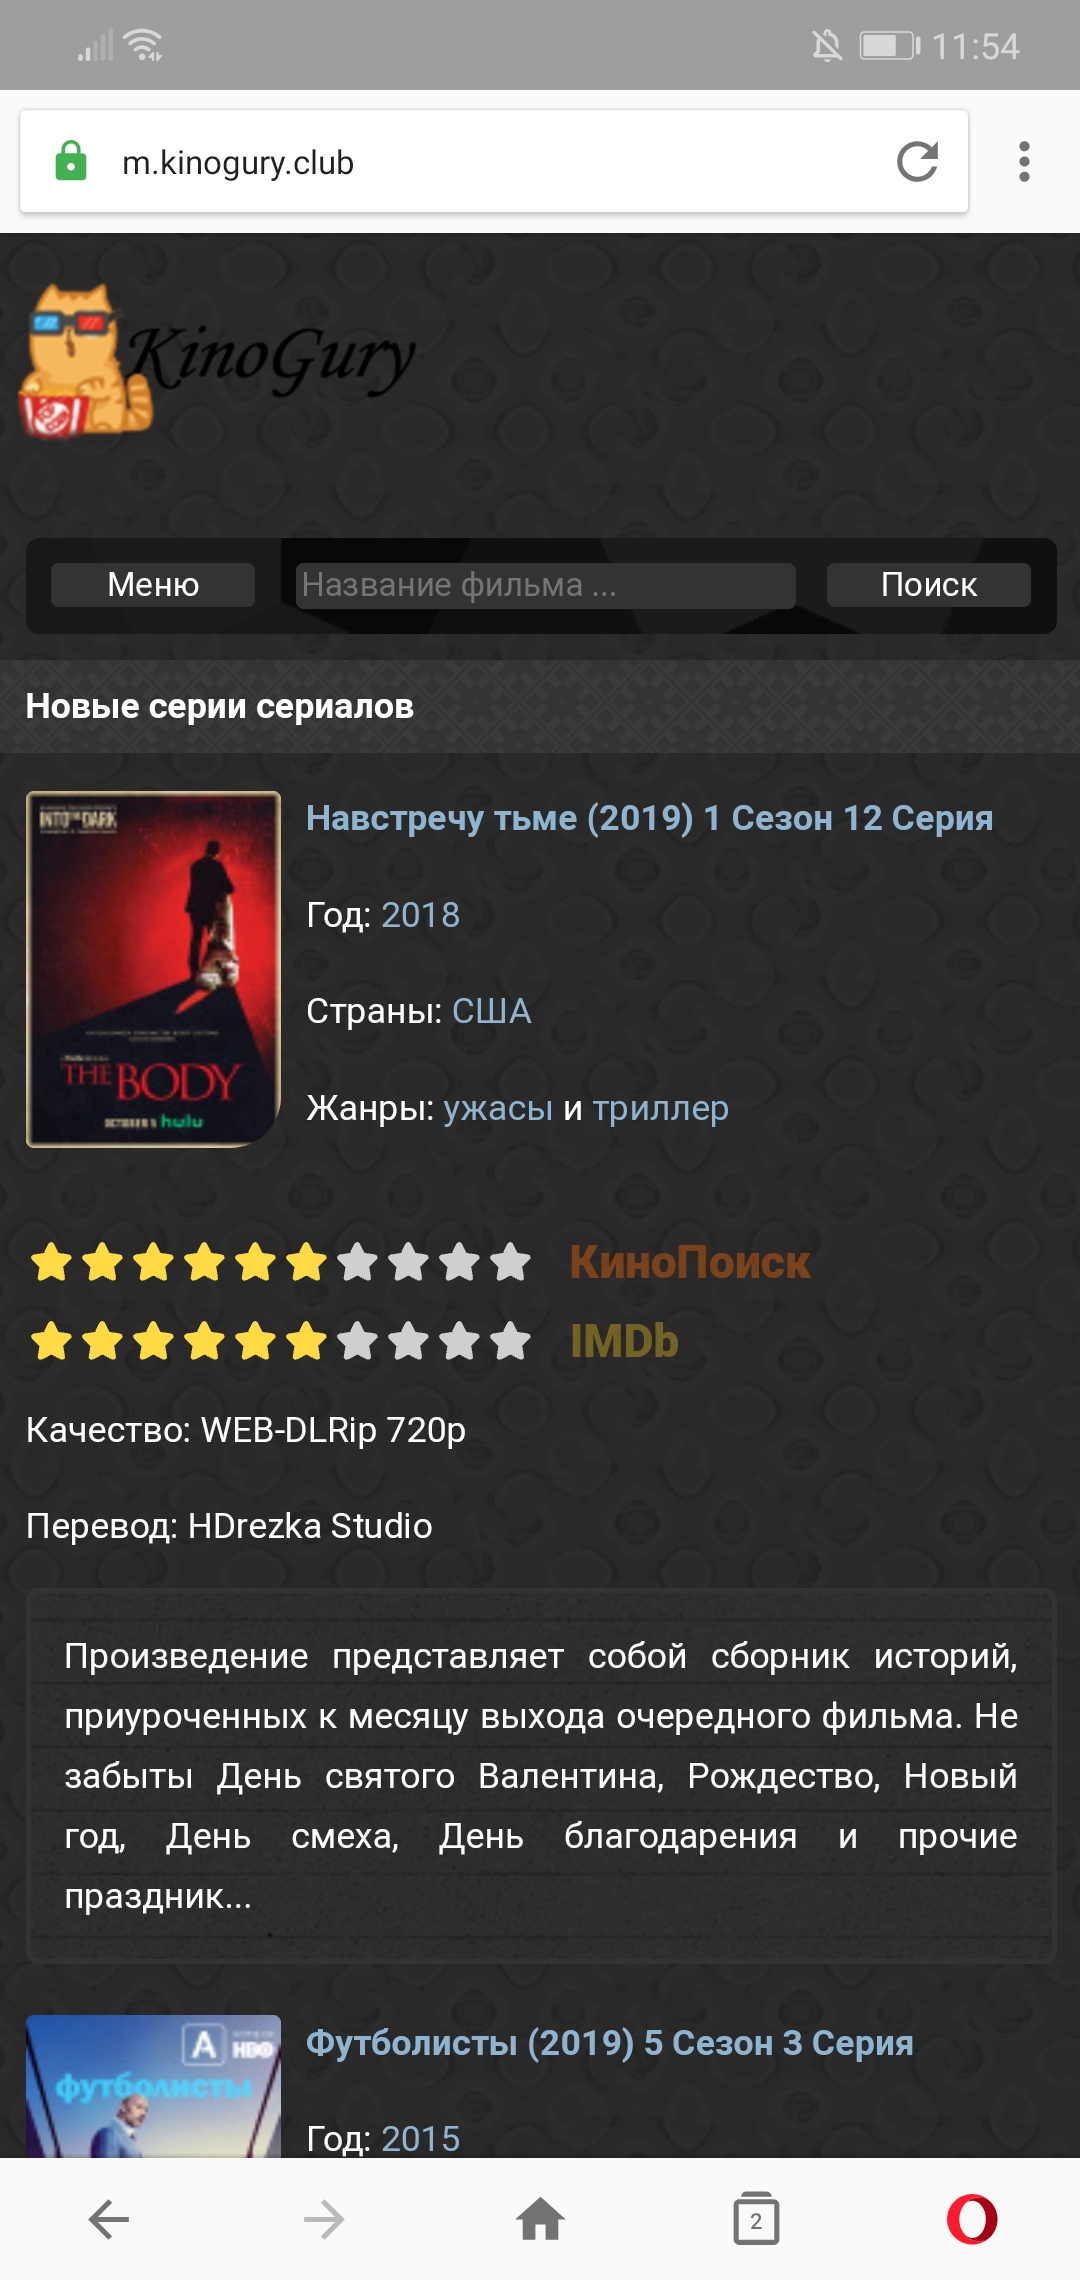 11:54
m.kinogury.club
KinoGury
Меню
Название фильма ...
Поиск
Новые серии сериалов
INTO THE DARK
THE BODY
hulu
Навстречу тьме (2019) 1 Сезон 12 Серия
Год: 2018
Страны: США
Жанры: ужасы и триллер
КиноПоиск
IMDb
Качество: WEB-DLRip 720p
Перевод: HDrezka Studio
Произведение представляет собой сборник историй,
приуроченных к месяцу выхода очередного фильма. Не
забыты День святого Валентина, Рождество, Новый
год, День смеха, День благодарения и прочие
праздник...
A
HBO
футболисты
Футболисты (2019) 5 Сезон 3 Серия
Год: 2015
2